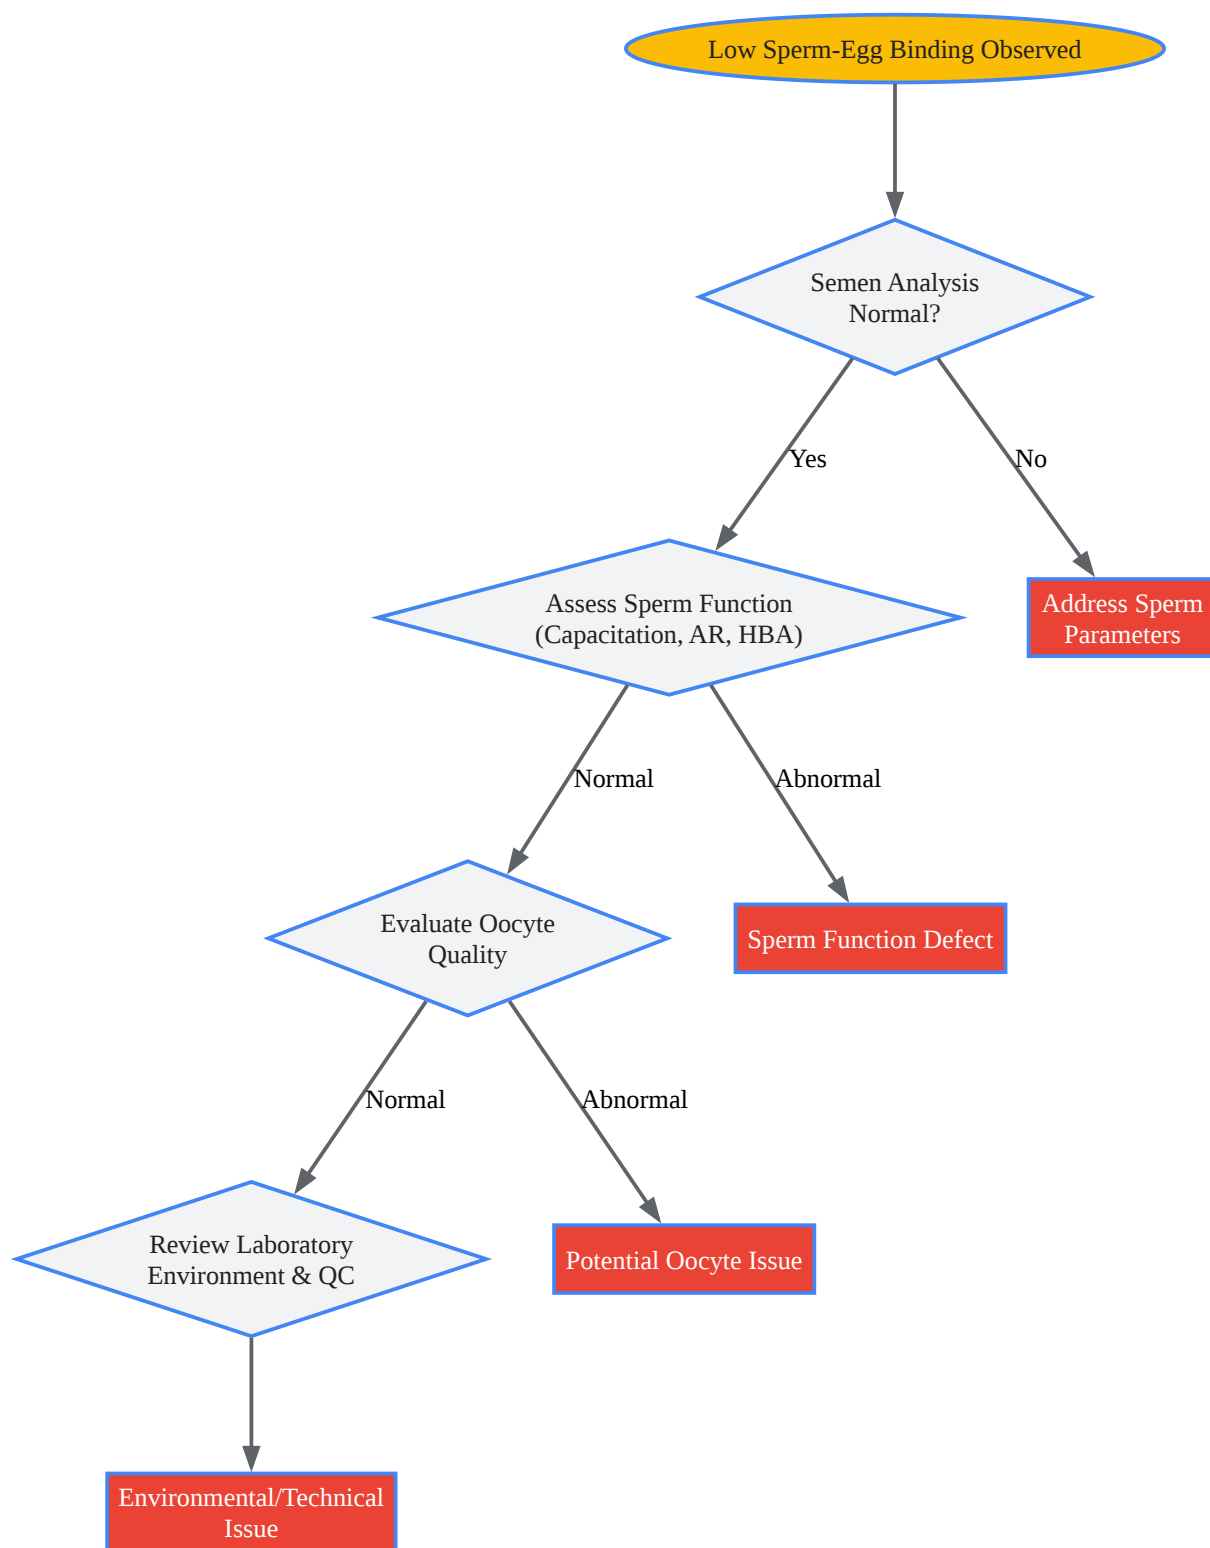 Low Sperm-Egg Binding Observed
Semen Analysis
Normal?
Yes
No
Assess Sperm Function
(Capacitation, AR, HBA)
Address Sperm
Parameters
Normal
Abnormal
Evaluate Oocyte
Quality
Sperm Function Defect
Normal
Abnormal
Review Laboratory
Environment & QC
Potential Oocyte Issue
Environmental/Technical
Issue